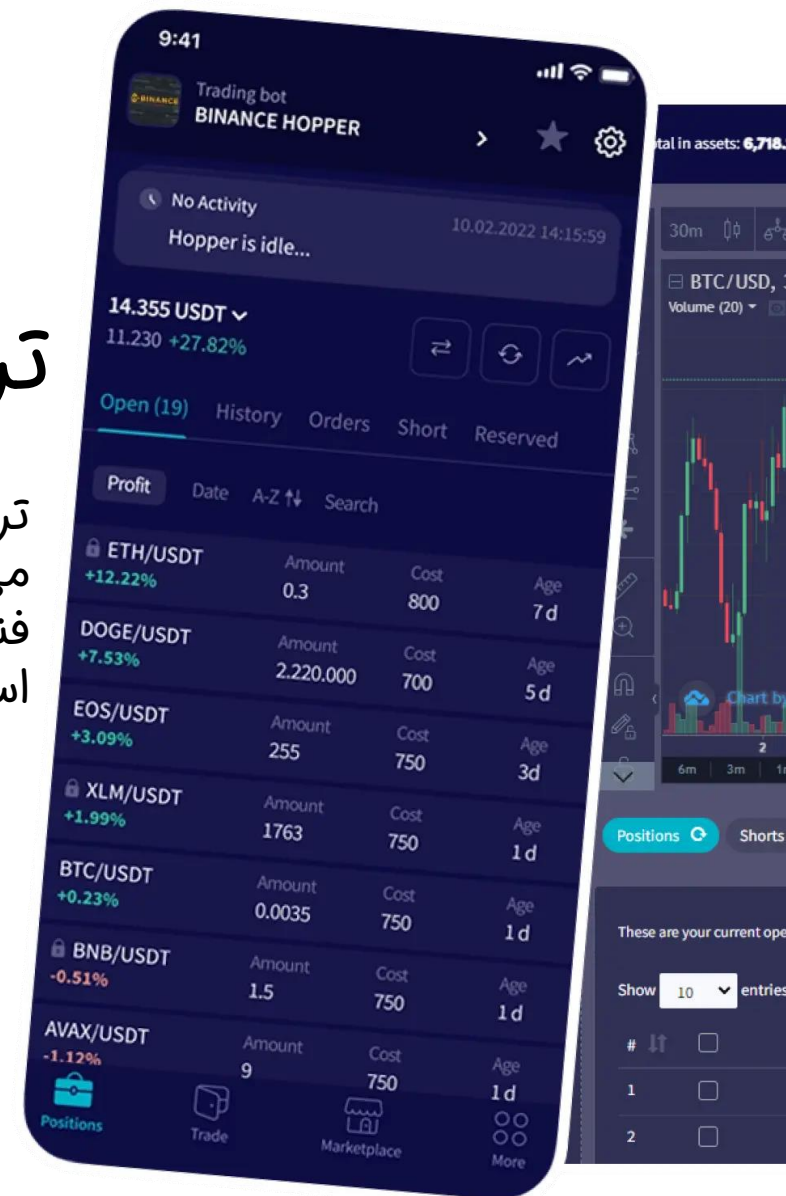 9:41
BINANCE
Trading bot
BINANCE HOPPER
No Activity
10.02.2022 14:15:59
Hopper is idle...
14.355 USDT
11.230 +27.82%
Open (19) History Orders Short Reserved
Profit Date A-Z Search
ETH/USDT Amount Cost Age
+12.22% 0.3 800 7 d
DOGE/USDT Amount Cost Age
+7.53% 2.220.000 700 5 d
EOS/USDT Amount Cost Age
+3.09% 255 750 3d
XLM/USDT Amount Cost Age
+1.99% 1763 750 1 d
BTC/USDT Amount Cost Age
+0.23% 0.0035 750 1 d
BNB/USDT Amount Cost Age
-0.51% 1.5 750 1 d
AVAX/USDT Amount Cost Age
-1.12% 9 750 1 d
Positions Trade Marketplace More
in assets: 6,718.
30m
BTC/USD,
Volume (20)
Chart by
2
6m 3m
Positions Shorts
These are your current
Show 10 entries
#
1
2